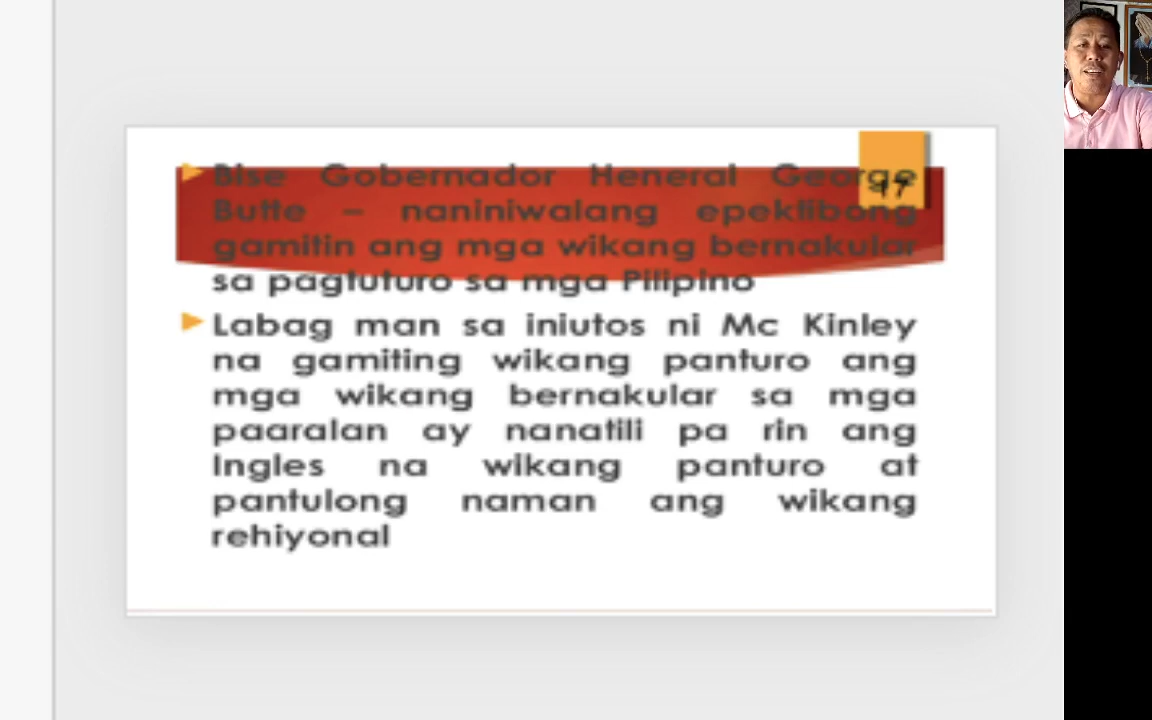 Bise Gobernador Heneral George
17
Butte – naniniwalang epektibong
gamitin ang mga wikang bernakular
sa pagtuturo sa mga Pilipino
Labag man sa iniutos ni Mc Kinley
na gamiting wikang panturo ang
mga wikang bernakular sa mga
paaralan ay nanatili pa rin ang
Ingles na wikang panturo at
pantulong naman ang wikang
rehiyonal